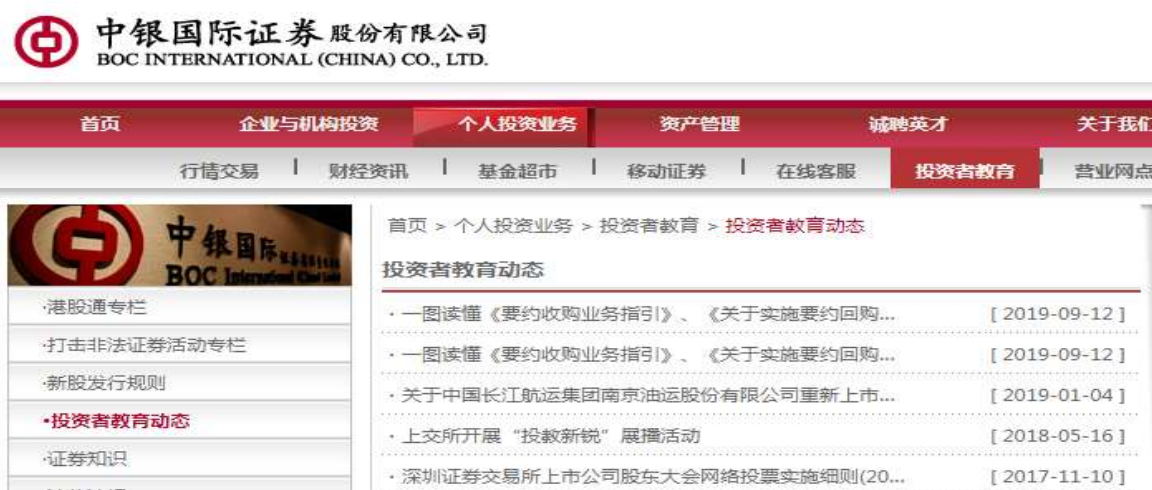 中银国际证券股份有限公司
BOC INTERNATIONAL (CHINA) CO., LTD.
首页 企业与机构投资 个人投资业务 资产管理 诚聘英才 关于我们
行情交易 | 财经资讯 | 基金超市 | 移动证券 | 在线客服 投资者教育 | 营业网点
中银国际
BOC International
首页 > 个人投资业务 > 投资者教育 > 投资者教育动态
投资者教育动态
·港股通专栏
·打击非法证券活动专栏
·新股发行规则
·投资者教育动态
·证券知识
· 一图读懂《要约收购业务指引》、《关于实施要约回购... [ 2019-09-12 ]
· 一图读懂《要约收购业务指引》、《关于实施要约回购... [ 2019-09-12 ]
· 关于中国长江航运集团南京油运股份有限公司重新上市... [ 2019-01-04 ]
· 上交所开展“投教新锐”展播活动 [ 2018-05-16 ]
· 深圳证券交易所上市公司股东大会网络投票实施细则(20... [ 2017-11-10 ]